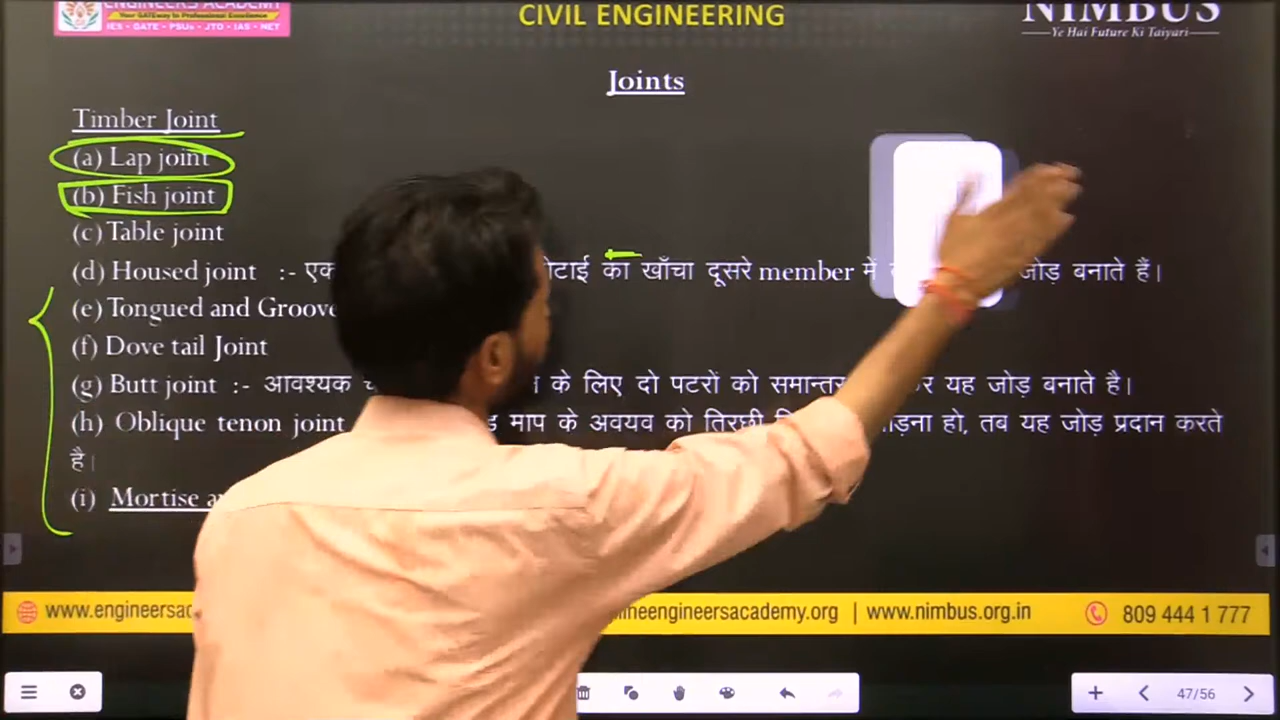 ENGINEERS ACADEMY
Your GATEway to Professional Excellence
IES • GATE • PSUs • JTO • IAS • NET
CIVIL ENGINEERING
NIMBUS
Ye Hai Future Ki Taiyari
Joints
Timber Joint
(a) Lap joint
(b) Fish joint
(c) Table joint
(d) Housed joint :- एक का खाँचा दूसरे member में जोड़ बनाते हैं।
(e) Tongued and Groove
(f) Dove tail Joint
(g) Butt joint :- आवश्यक के लिए दो पटरों को समान्तर यह जोड़ बनाते है।
(h) Oblique tenon joint माप के अवयव को तिरछी हो, तब यह जोड़ प्रदान करते
है।
(i) Mortise
www.engineersac | www.nimbus.org.in 809 444 1 777
47/56